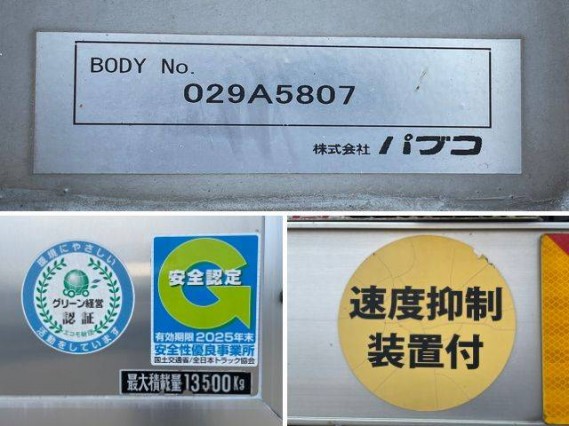 BODY No.
029A5807
株式会社 パブコ
環境にやさしい
グリーン経営
認証
エコモ財団
活動をしています
安全認定
有効期限 2025年末
安全性優良事業所
国土交通省/全日本トラック協会
最大積載量 13500Kg
速度抑制
装置付